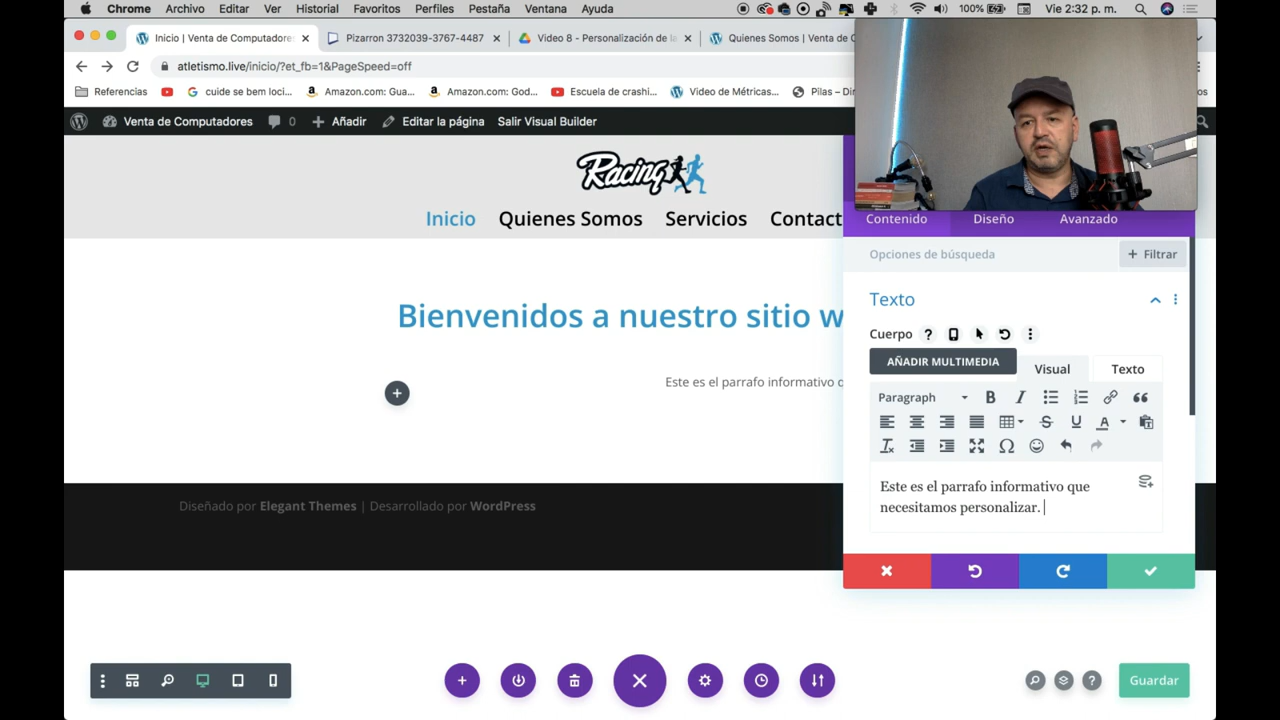 Chrome Archivo Editar Ver Historial Favoritos Perfiles Pestaña Ventana Ayuda 100% Vie 2:32 p. m.
Inicio | Venta de Computadore Pizarron 3732039-3767-4487 Video 8 - Personalización de la Quienes Somos | Venta de C
atletismo.live/inicio/?et_fb=1&PageSpeed=off
Referencias cuide se bem loci... Amazon.com: Gua... Amazon.com: God... Escuela de crashi... Video de Métricas... Pilas – Di
Venta de Computadores 0 Añadir Editar la página Salir Visual Builder
Racing
Inicio Quienes Somos Servicios Contact
Contenido Diseño Avanzado
Opciones de búsqueda + Filtrar
Texto
Bienvenidos a nuestro sitio w
Cuerpo
AÑADIR MULTIMEDIA Visual Texto
Este es el parrafo informativo q
Paragraph
Este es el parrafo informativo que
necesitamos personalizar.
Diseñado por Elegant Themes | Desarrollado por WordPress
Guardar